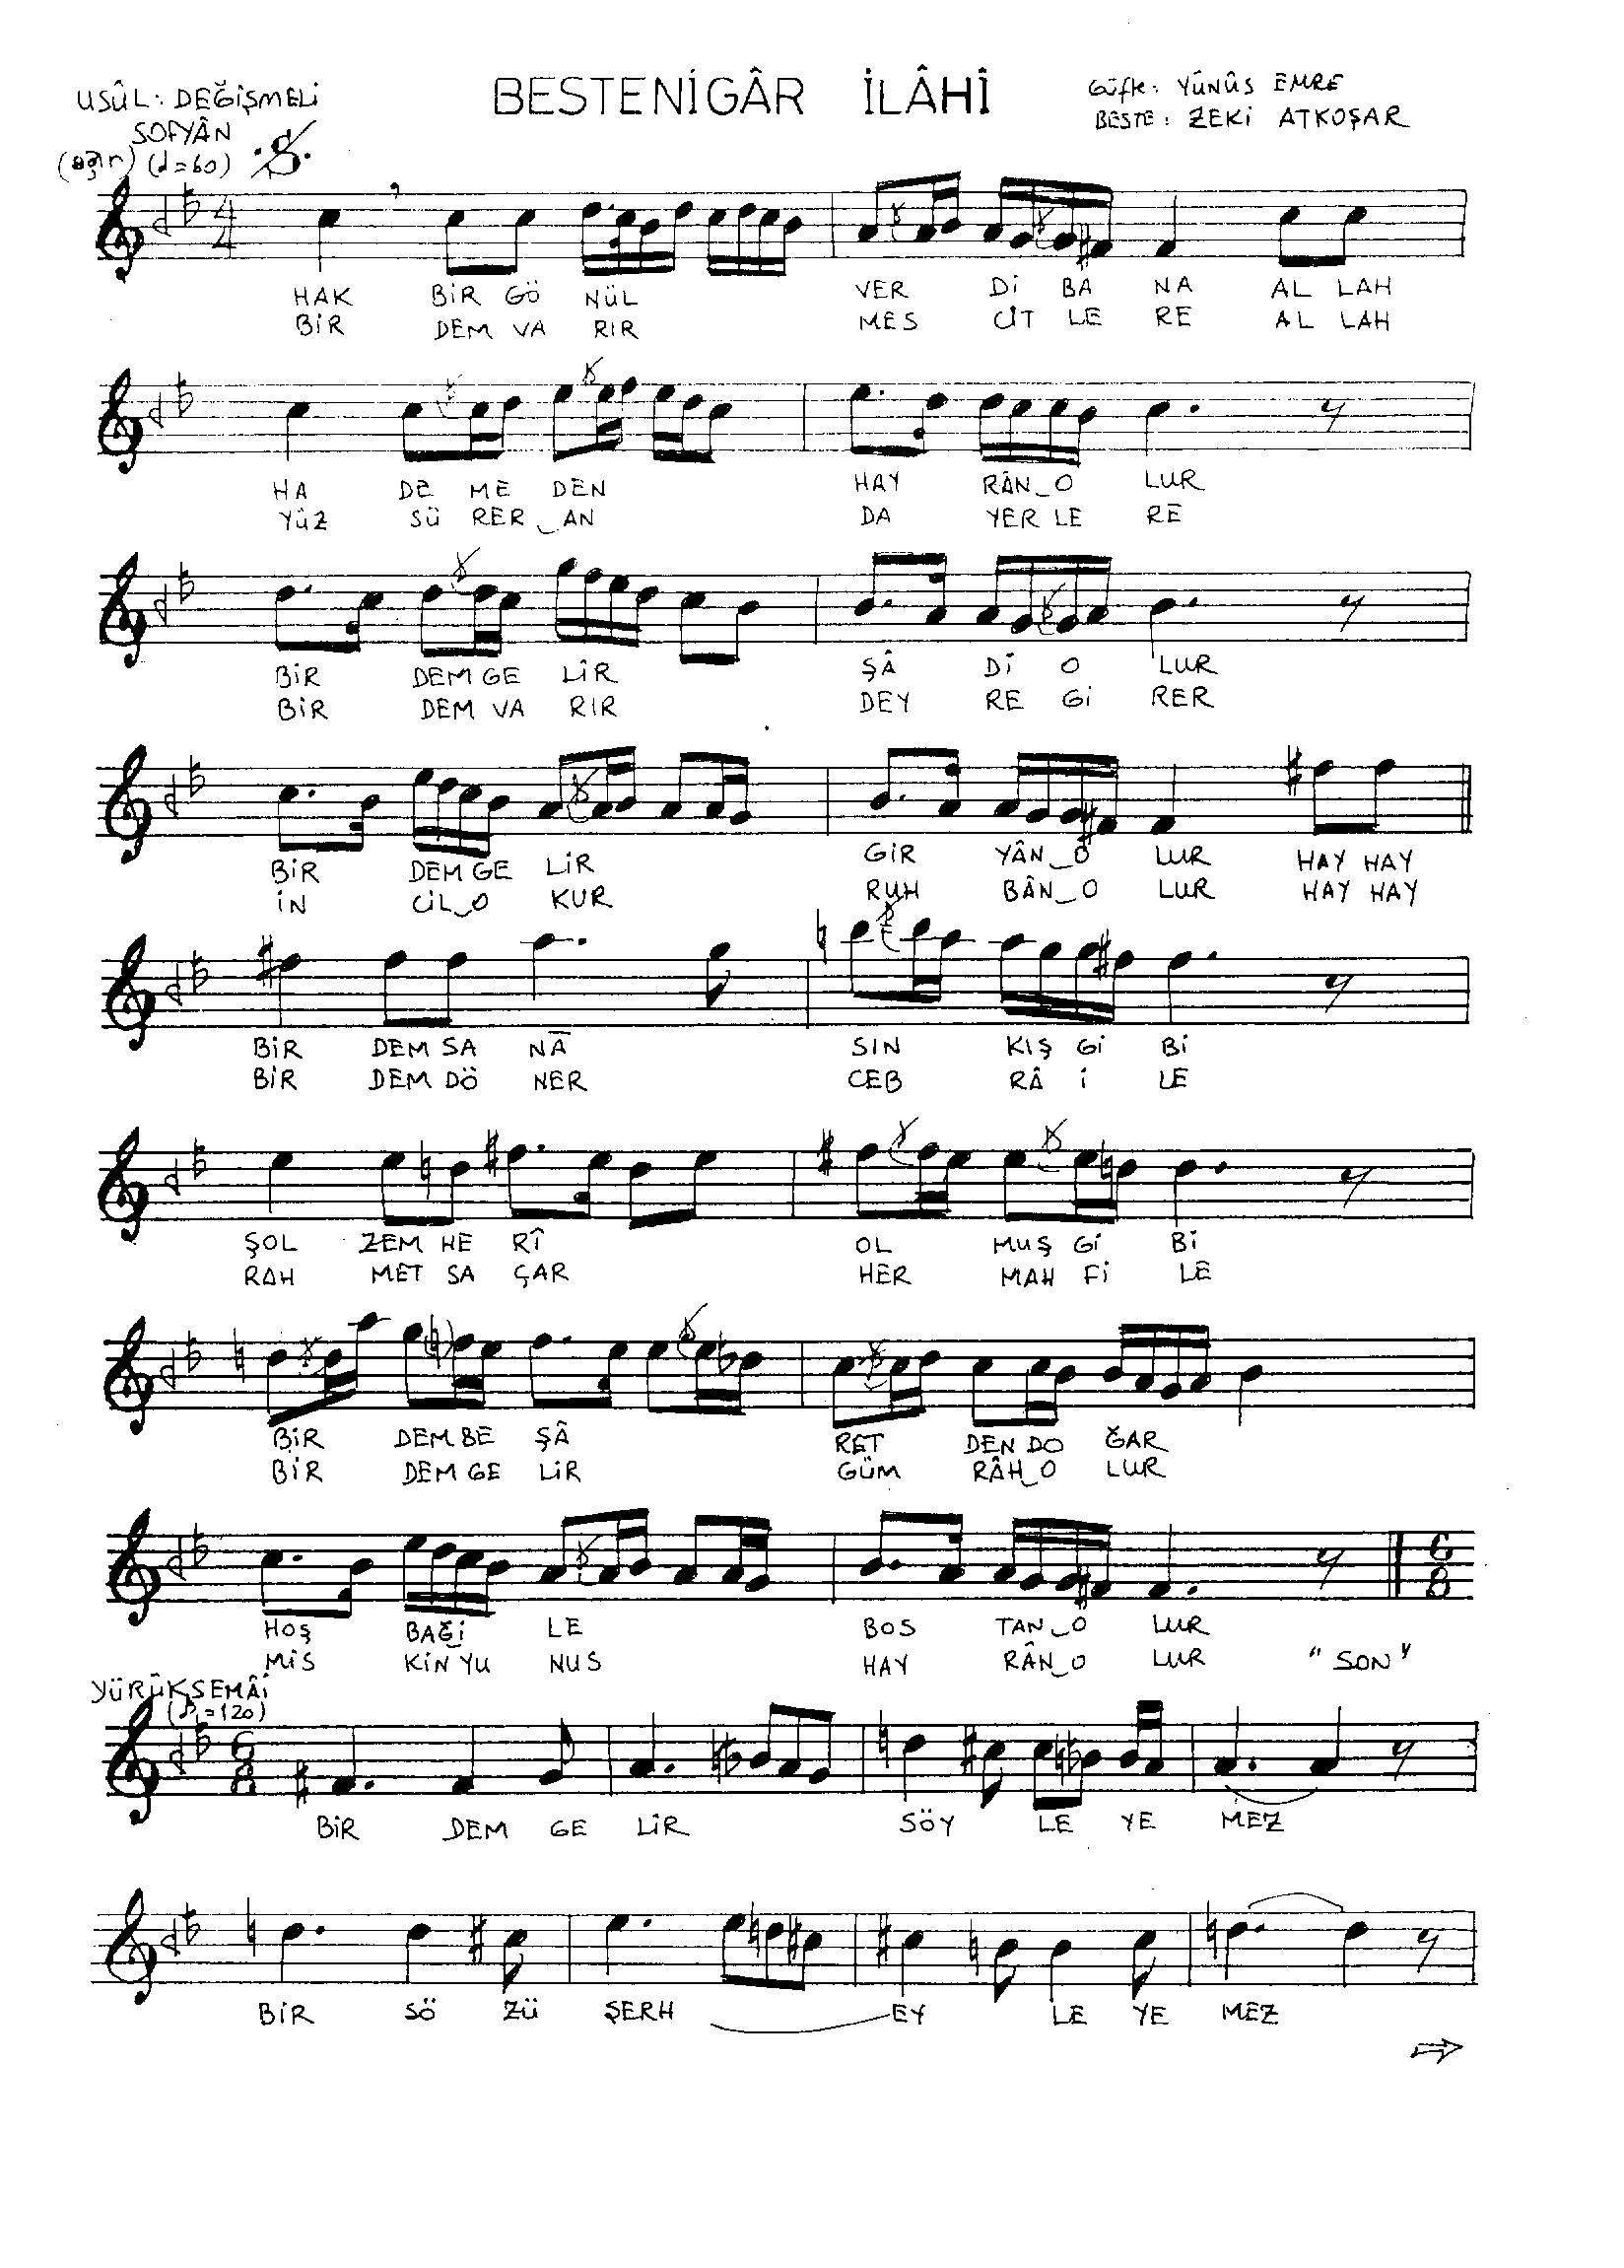 BESTENİGÂR İLÂHÎ
USÛL: DEĞİŞMELİ
SOFYÂN
(ağır) (♩=60)
Güfte: YÛNÛS EMRE
BESTE: ZEKİ ATKOŞAR
4/4
HAK BİR GÖ NÜL VER Dİ BA NA AL LAH
BİR DEM VA RIR MES CİT LE RE AL LAH
HA DE ME DEN HAY RÂN_O LUR
YÜZ SÜ RER_AN DA YER LE RE
BİR DEM GE LİR ŞÂ Dİ O LUR
BİR DEM VA RIR DEY RE Gİ RER
BİR DEM GE LİR GİR YÂN_O LUR HAY HAY
İN CİL_O KUR RUH BÂN_O LUR HAY HAY
BİR DEM SA NÂ SIN KIŞ Gİ Bİ
BİR DEM DÖ NER CEB RÂ İ LE
ŞOL ZEM HE RÎ OL MUŞ Gİ Bİ
RAH MET SA ÇAR HER MAH Fİ LE
BİR DEM BE ŞÂ RET DEN DO ĞAR
BİR DEM GE LİR GÜM RÂH_O LUR
HOŞ BAĞİ LE BOS TAN_O LUR
MİS KİN YU NUS HAY RÂN_O LUR "SON"
6/8
YÜRÜKSEMÂİ
(♪=120)
6/8
BİR DEM GE LİR SÖY LE YE MEZ
BİR SÖ ZÜ ŞERH EY LE YE MEZ